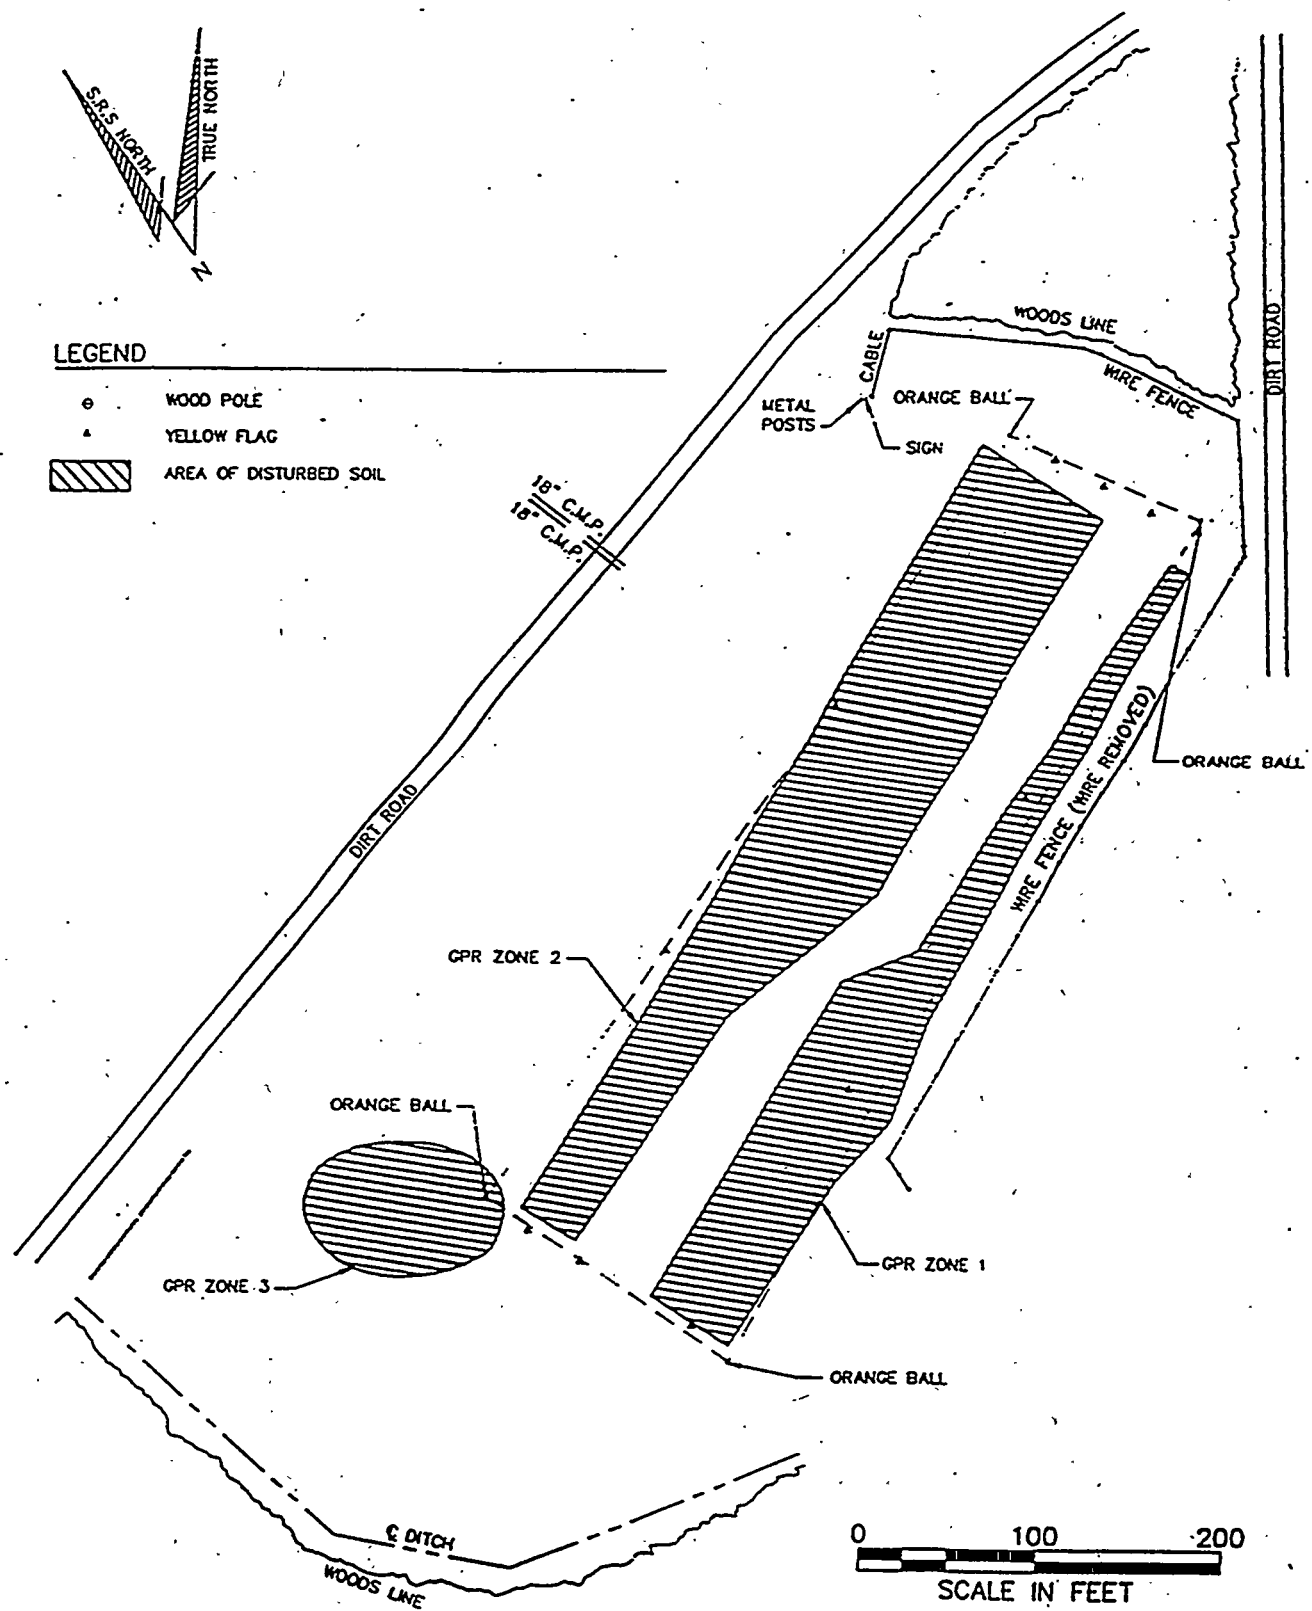 S.R.S NORTH
TRUE NORTH
N
LEGEND
WOOD POLE
YELLOW FLAG
AREA OF DISTURBED SOIL
18" C.M.P.
18" C.M.P.
WOODS LINE
WIRE FENCE
DIRT ROAD
CABLE
METAL
POSTS
ORANGE BALL
SIGN
ORANGE BALL
WIRE FENCE (WIRE REMOVED)
DIRT ROAD
GPR ZONE 2
ORANGE BALL
GPR ZONE 3
GPR ZONE 1
ORANGE BALL
℄ DITCH
WOODS LINE
0 100 200
SCALE IN FEET